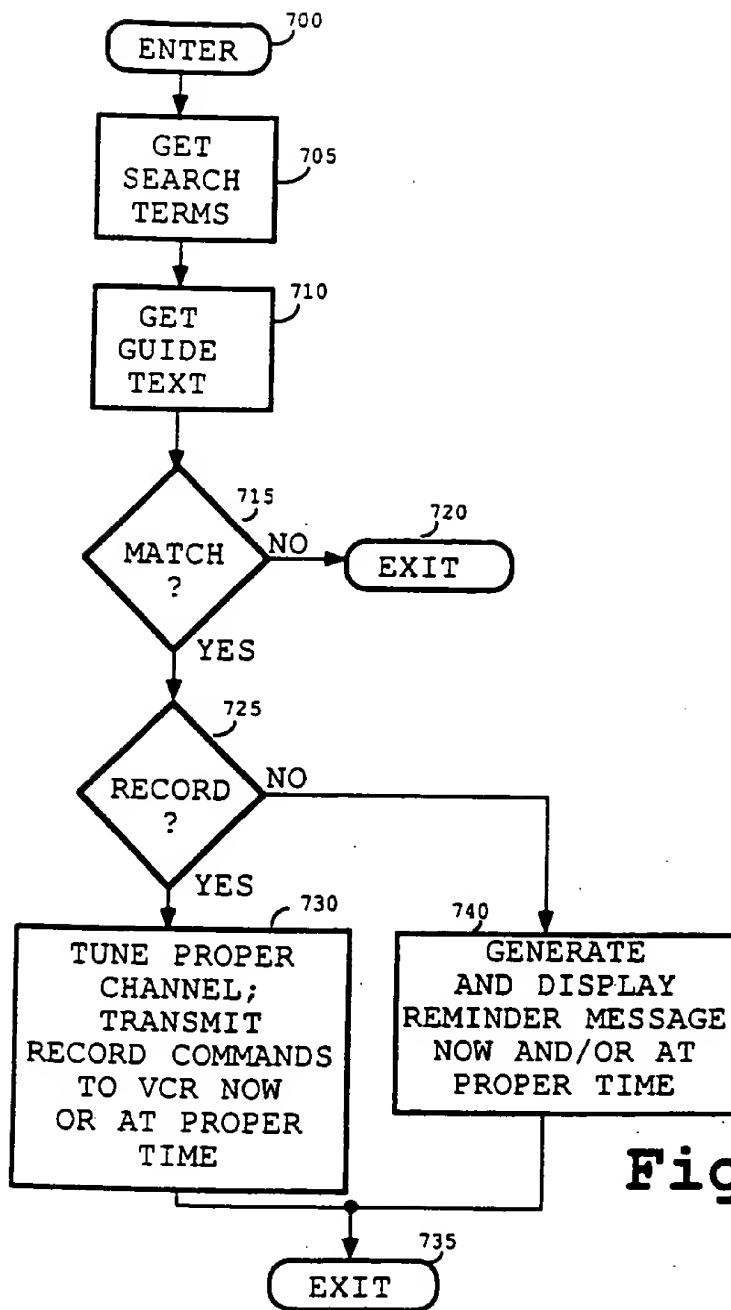 700
ENTER
705
GET
SEARCH
TERMS
710
GET
GUIDE
TEXT
715
MATCH
?
NO
720
EXIT
YES
725
RECORD
?
NO
YES
730
TUNE PROPER
CHANNEL;
TRANSMIT
RECORD COMMANDS
TO VCR NOW
OR AT PROPER
TIME
740
GENERATE
AND DISPLAY
REMINDER MESSAGE
NOW AND/OR AT
PROPER TIME
Fig
735
EXIT